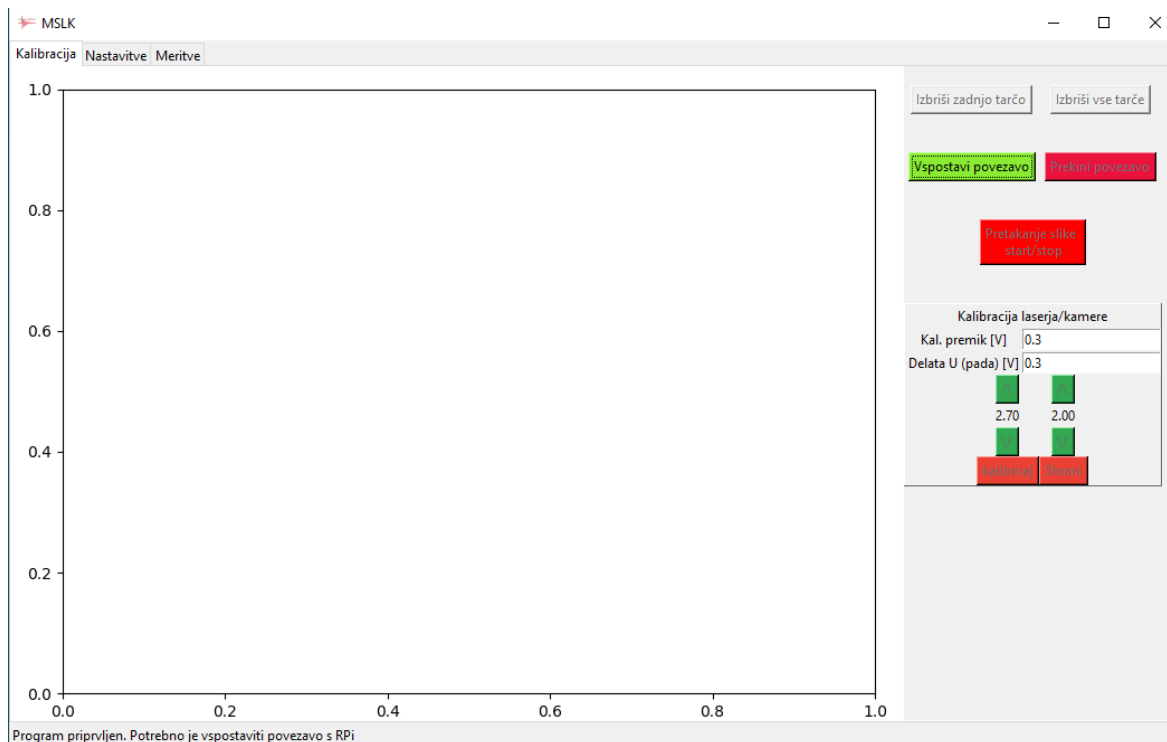 MSLK
Kalibracija Nastavitve Meritve
Izbriši zadnjo tarčo Izbriši vse tarče
Vspostavi povezavo Prekini povezavo
Pretakanje slike
start/stop
Kalibracija laserja/kamere
Kal. premik [V] 0.3
Delata U (pada) [V] 0.3
Λ Λ
2.70 2.00
V V
kalibriraj Shrani
1.0
0.8
0.6
0.4
0.2
0.0
0.0 0.2 0.4 0.6 0.8 1.0
Program priprvljen. Potrebno je vspostaviti povezavo s RPi